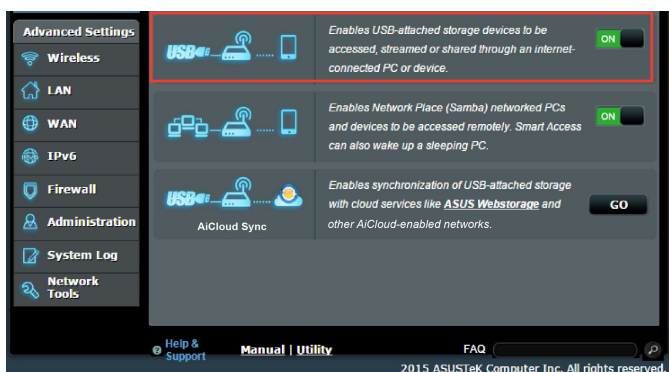 Advanced Settings
Wireless
LAN
WAN
IPv6
Firewall
Administration
System Log
Network
Tools
USB
Enables USB-attached storage devices to be
accessed, streamed or shared through an internet-
connected PC or device.
ON
Enables Network Place (Samba) networked PCs
and devices to be accessed remotely. Smart Access
can also wake up a sleeping PC.
ON
USB
AiCloud Sync
Enables synchronization of USB-attached storage
with cloud services like ASUS Webstorage and
other AiCloud-enabled networks.
GO
Help &
Support
Manual | Utility
FAQ
2015 ASUSTeK Computer Inc. All rights reserved.